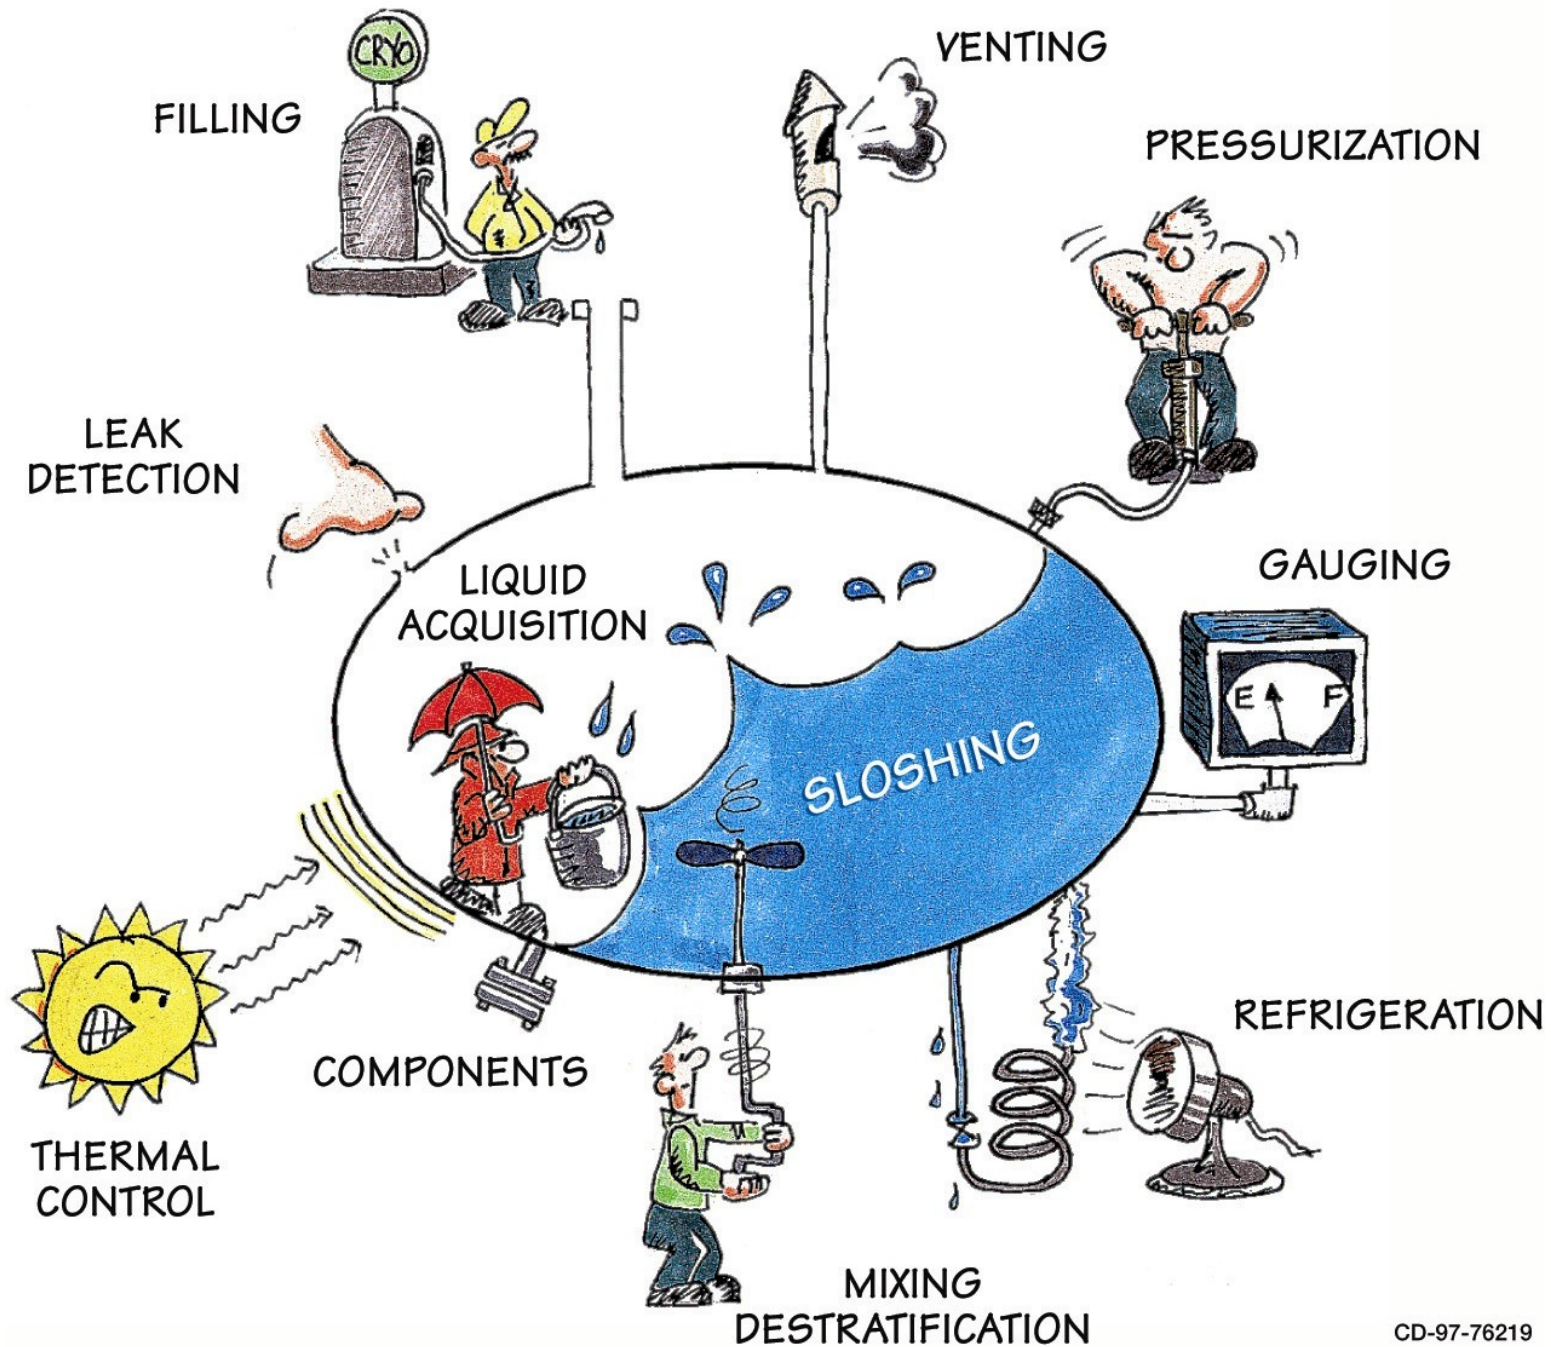 CRYO
FILLING
VENTING
PRESSURIZATION
LEAK
DETECTION
LIQUID
ACQUISITION
GAUGING
E F
SLOSHING
REFRIGERATION
COMPONENTS
THERMAL
CONTROL
MIXING
DESTRATIFICATION
CD-97-76219